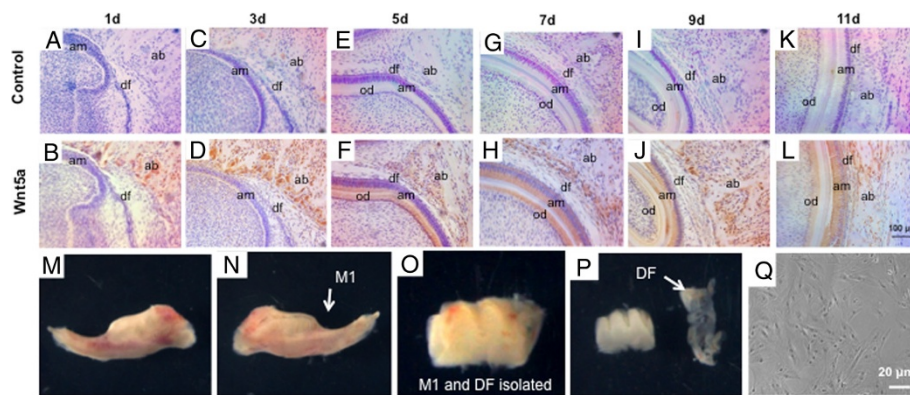 1d 3d 5d 7d 9d 11d
Control
A am df ab
C am df ab
E df ab am od
G df ab am od
I df ab am od
K df am ab od
Wnt5a
B am df ab
D am df ab
F df ab am od
H df ab am od
J df ab am od
L df am ab od
100 µm
M
N M1
O M1 and DF isolated
P DF
Q 20 µm